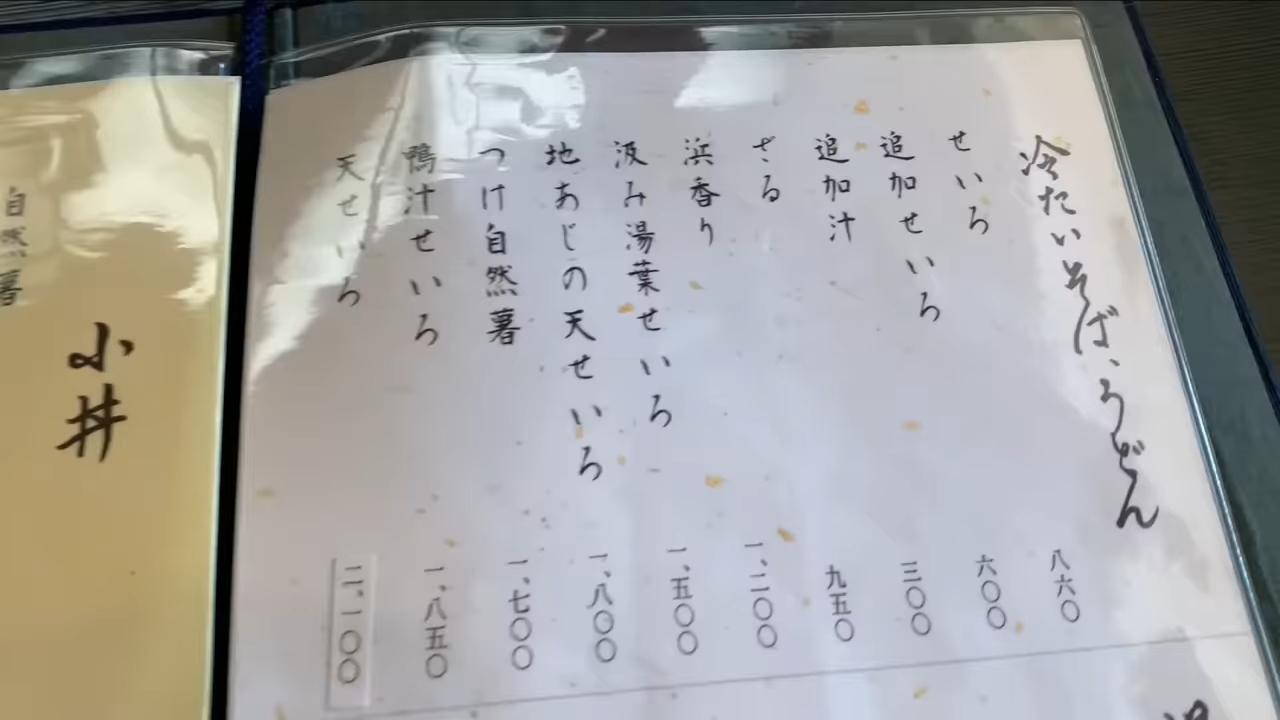 冷たいそば、うどん
せいろ 八六〇
追加せいろ 六〇〇
追加汁 三〇〇
ざる 九五〇
浜香り 一、二〇〇
汲み湯葉せいろ 一、五〇〇
地あじの天せいろ 一、八〇〇
つけ自然薯 一、七〇〇
鴨汁せいろ 一、八五〇
天せいろ 二、一〇〇
小丼
自然薯